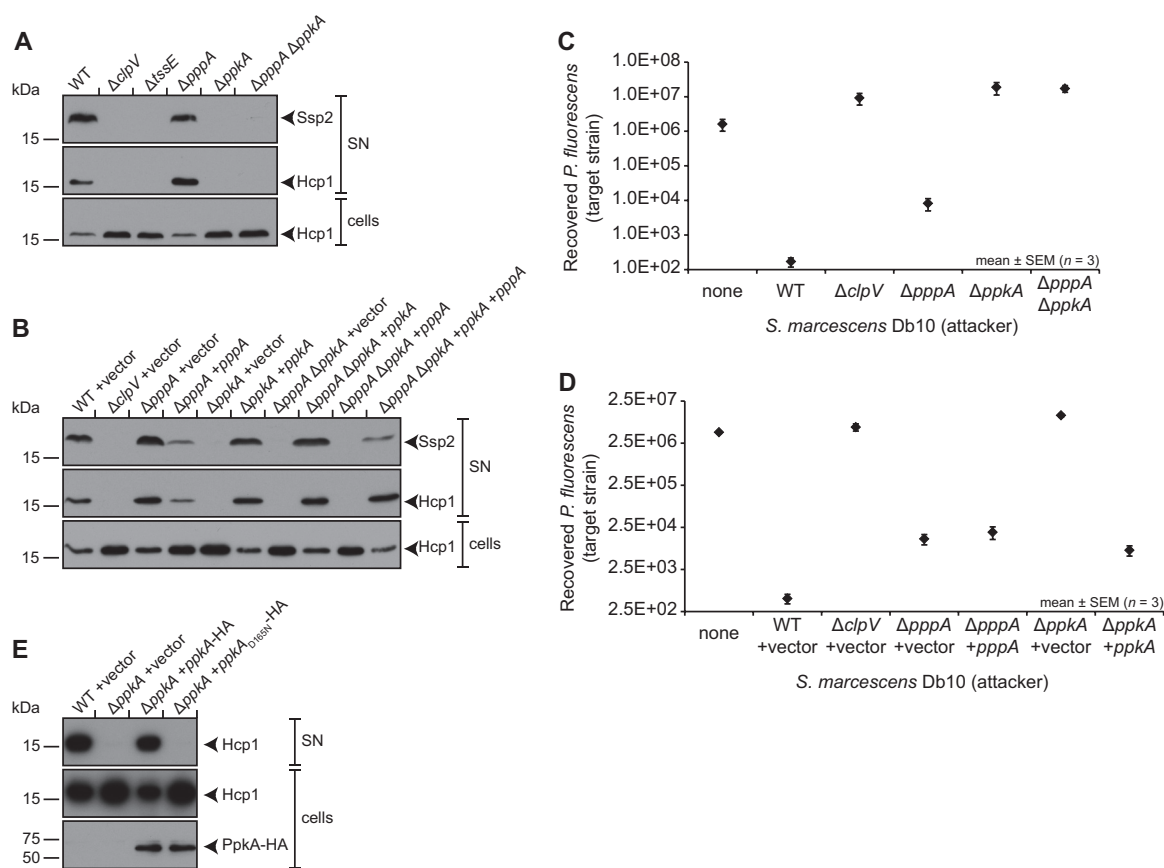 A
WT
ΔclpV
ΔtssE
ΔpppA
ΔppkA
ΔpppA ΔppkA
kDa
Ssp2
15
SN
Hcp1
15
Hcp1
cells
15
B
WT +vector
ΔclpV +vector
ΔpppA +vector
ΔpppA +pppA
ΔppkA +vector
ΔppkA +ppkA
ΔpppA ΔppkA +vector
ΔpppA ΔppkA +ppkA
ΔpppA ΔppkA +pppA
ΔpppA ΔppkA +ppkA +pppA
kDa
Ssp2
15
SN
Hcp1
15
Hcp1
cells
15
E
WT +vector
ΔppkA +vector
ΔppkA +ppkA-HA
ΔppkA +ppkAD165N-HA
kDa
15
Hcp1
SN
15
Hcp1
cells
75
50
PpkA-HA
C
Recovered P. fluorescens
(target strain)
1.0E+08
1.0E+07
1.0E+06
1.0E+05
1.0E+04
1.0E+03
1.0E+02
mean ± SEM (n = 3)
none WT ΔclpV ΔpppA ΔppkA ΔpppA
ΔppkA
S. marcescens Db10 (attacker)
D
Recovered P. fluorescens
(target strain)
2.5E+07
2.5E+06
2.5E+05
2.5E+04
2.5E+03
2.5E+02
mean ± SEM (n = 3)
none WT ΔclpV ΔpppA ΔpppA ΔppkA ΔppkA
+vector +vector +vector +pppA +vector +ppkA
S. marcescens Db10 (attacker)